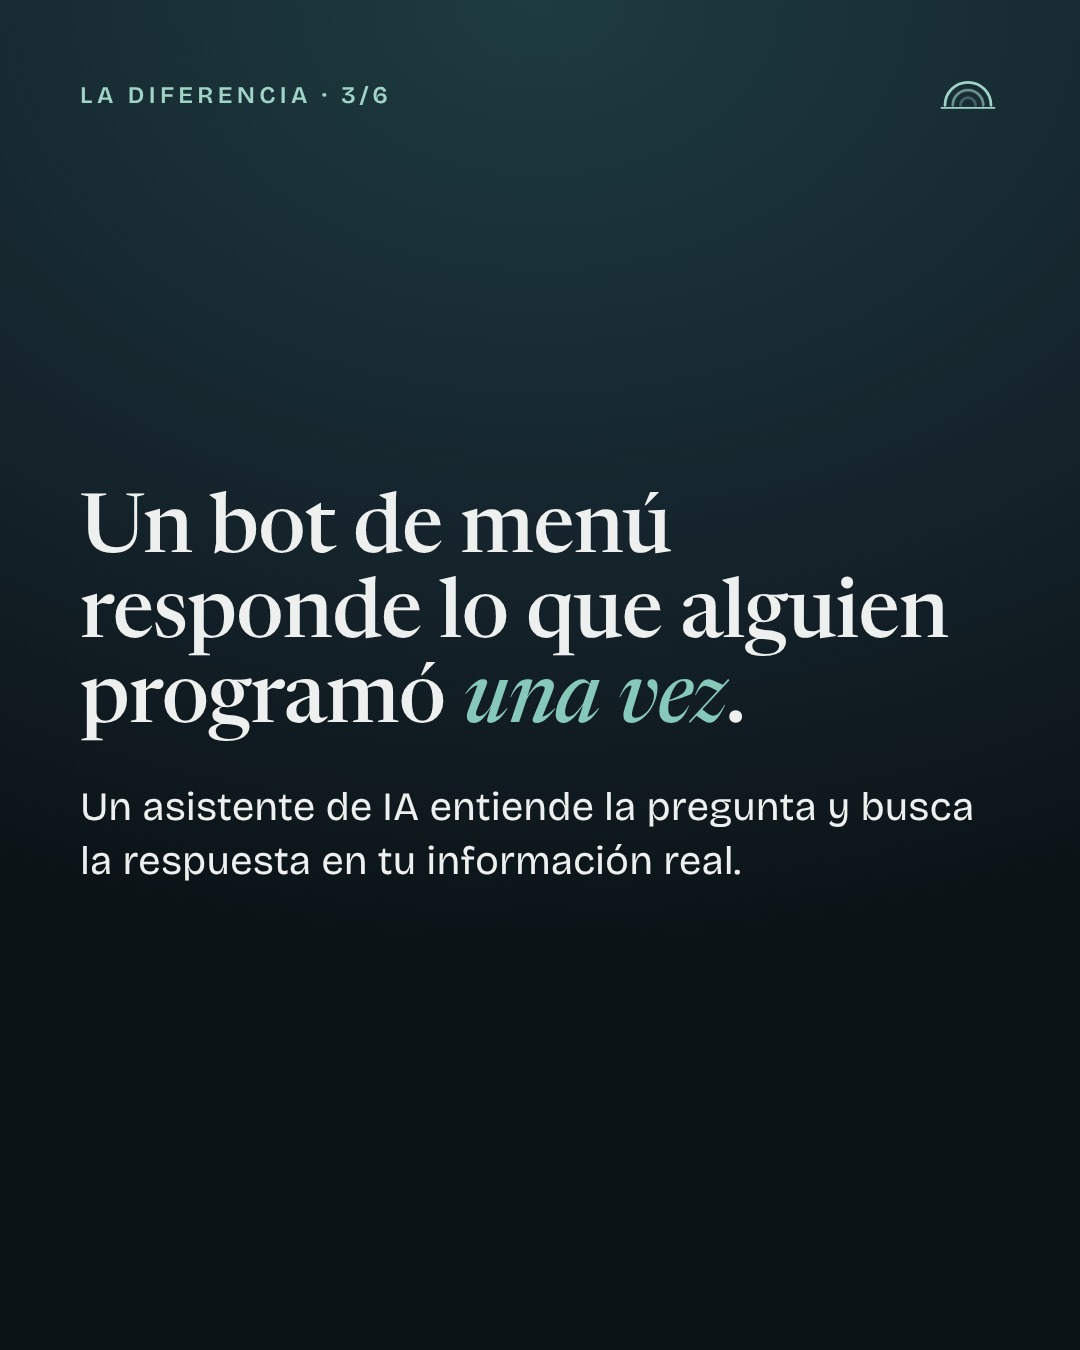 LA DIFERENCIA · 3/6
Un bot de menú
responde lo que alguien
programó una vez.
Un asistente de IA entiende la pregunta y busca
la respuesta en tu información real.